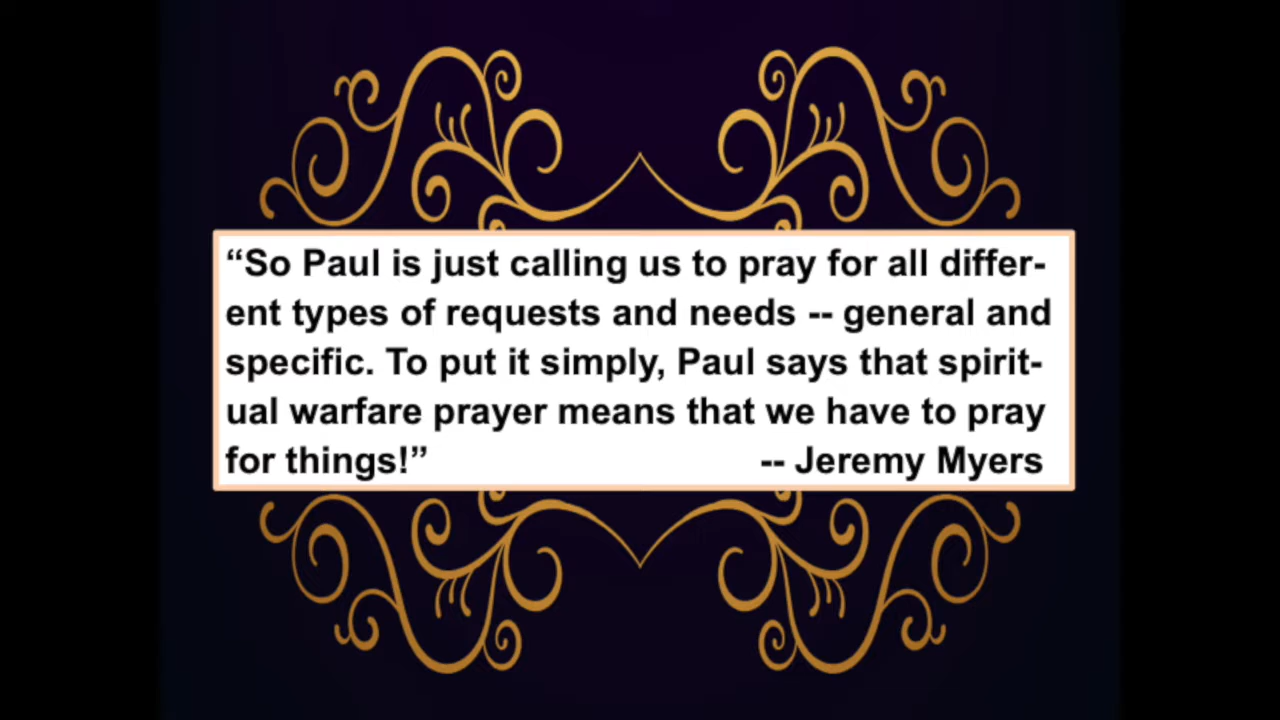 “So Paul is just calling us to pray for all differ-
ent types of requests and needs -- general and
specific. To put it simply, Paul says that spirit-
ual warfare prayer means that we have to pray
for things!” -- Jeremy Myers